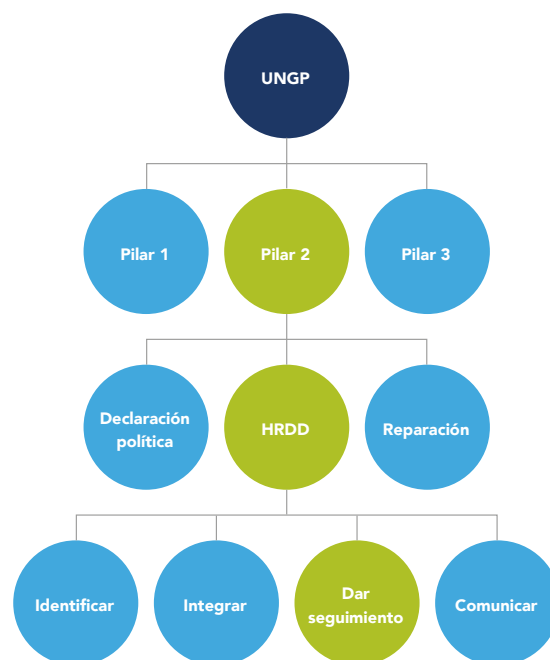 UNGP
Pilar 1
Pilar 2
Pilar 3
Declaración
política
HRDD
Reparación
Identificar
Integrar
Dar
seguimiento
Comunicar